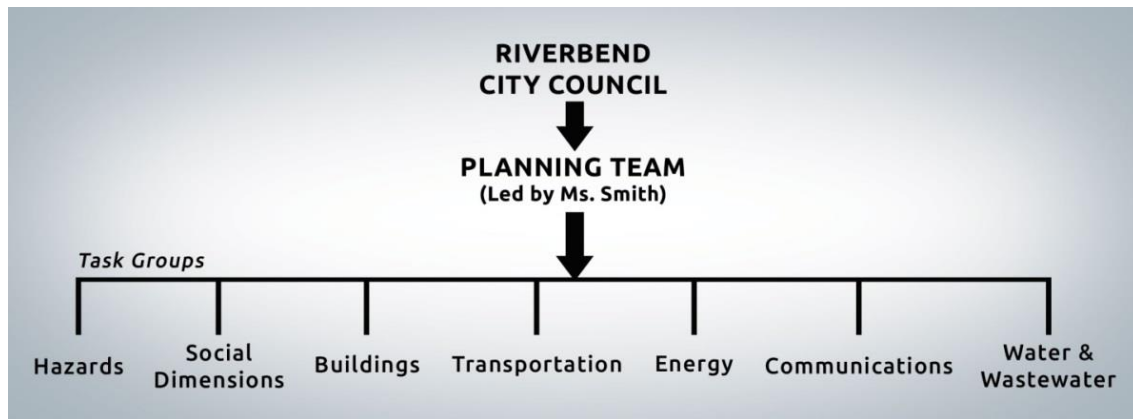 RIVERBEND
CITY COUNCIL
PLANNING TEAM
(Led by Ms. Smith)
Task Groups
Hazards
Social
Dimensions
Buildings
Transportation
Energy
Communications
Water &
Wastewater